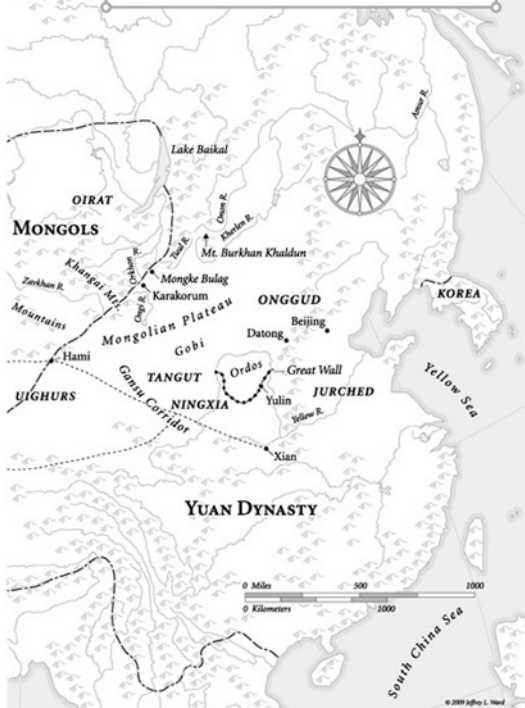 Amur R.
Lake Baikal
OIRAT
Onon R.
MONGOLS
Kherlen R.
Tuul R.
Mt. Burkhan Khaldun
Orkhon R.
Khangai Mts.
Mongke Bulag
Zavkhan R.
Karakorum
KOREA
Ongi R.
ONGGUD
Mountains
Mongolian Plateau
Beijing
Datong
Gobi
Hami
Ordos
Great Wall
Yellow Sea
TANGUT
Gansu Corridor
JURCHED
UIGHURS
NINGXIA
Yulin
Yellow R.
Xian
YUAN DYNASTY
0 Miles 500 1000
0 Kilometers 1000
South China Sea
© 2009 Jeffrey L. Ward